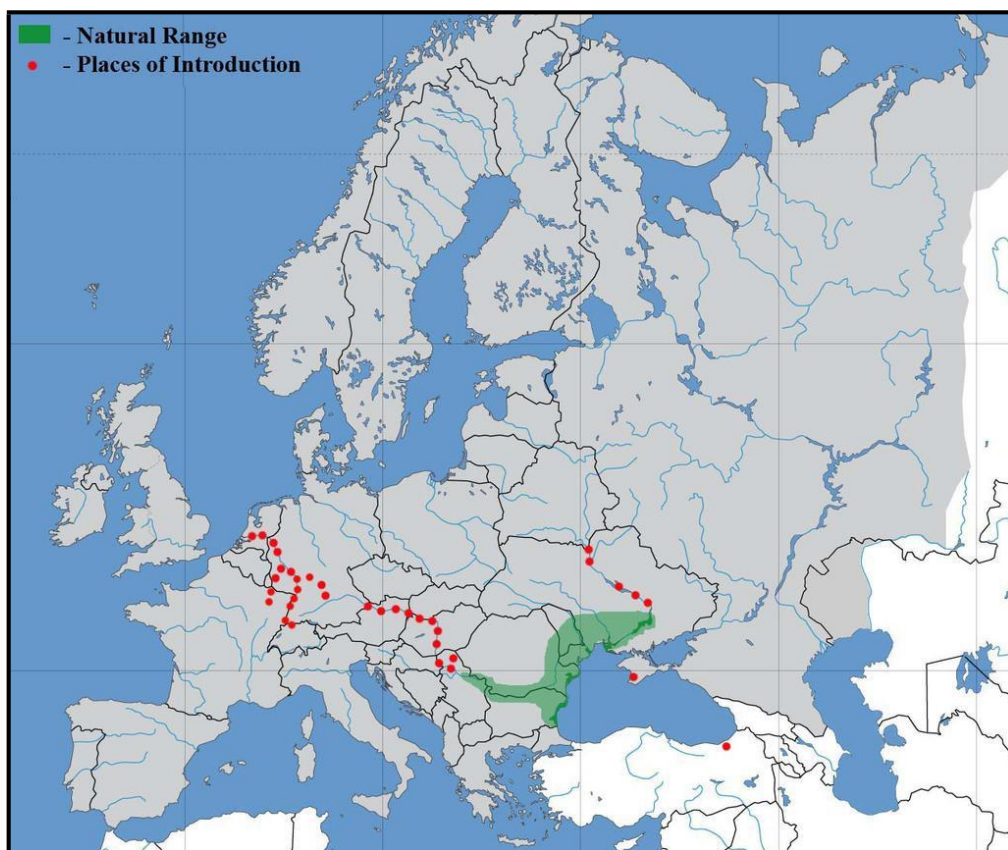 - Natural Range
- Places of Introduction